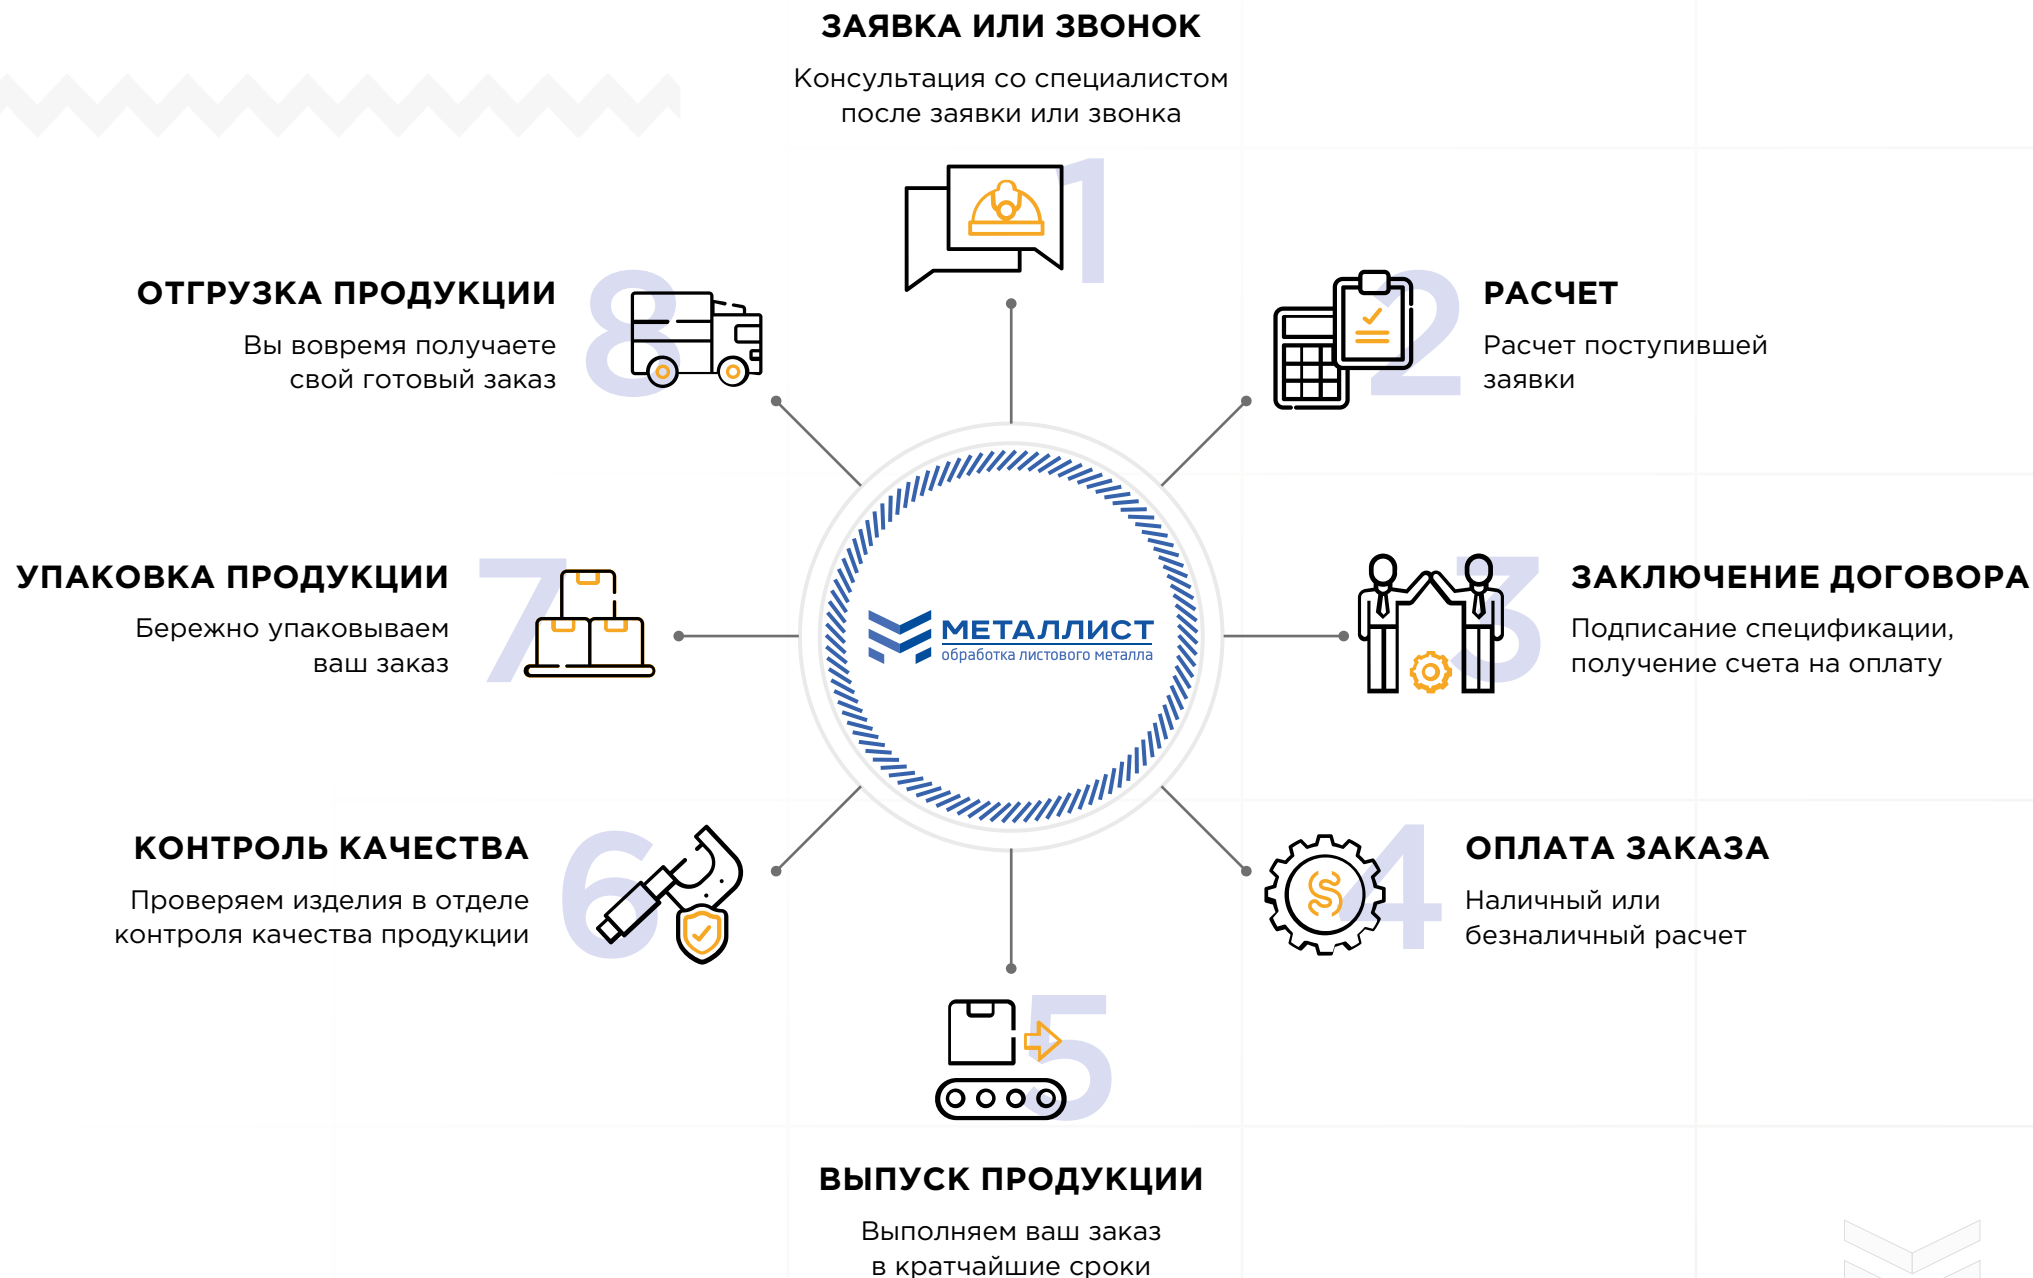 ЗАЯВКА ИЛИ ЗВОНОК
Консультация со специалистом
после заявки или звонка
1
2
РАСЧЕТ
Расчет поступившей
заявки
3
ЗАКЛЮЧЕНИЕ ДОГОВОРА
Подписание спецификации,
получение счета на оплату
4
ОПЛАТА ЗАКАЗА
Наличный или
безналичный расчет
5
ВЫПУСК ПРОДУКЦИИ
Выполняем ваш заказ
в кратчайшие сроки
6
КОНТРОЛЬ КАЧЕСТВА
Проверяем изделия в отделе
контроля качества продукции
7
УПАКОВКА ПРОДУКЦИИ
Бережно упаковываем
ваш заказ
8
ОТГРУЗКА ПРОДУКЦИИ
Вы вовремя получаете
свой готовый заказ
МЕТАЛЛИСТ
обработка листового металла